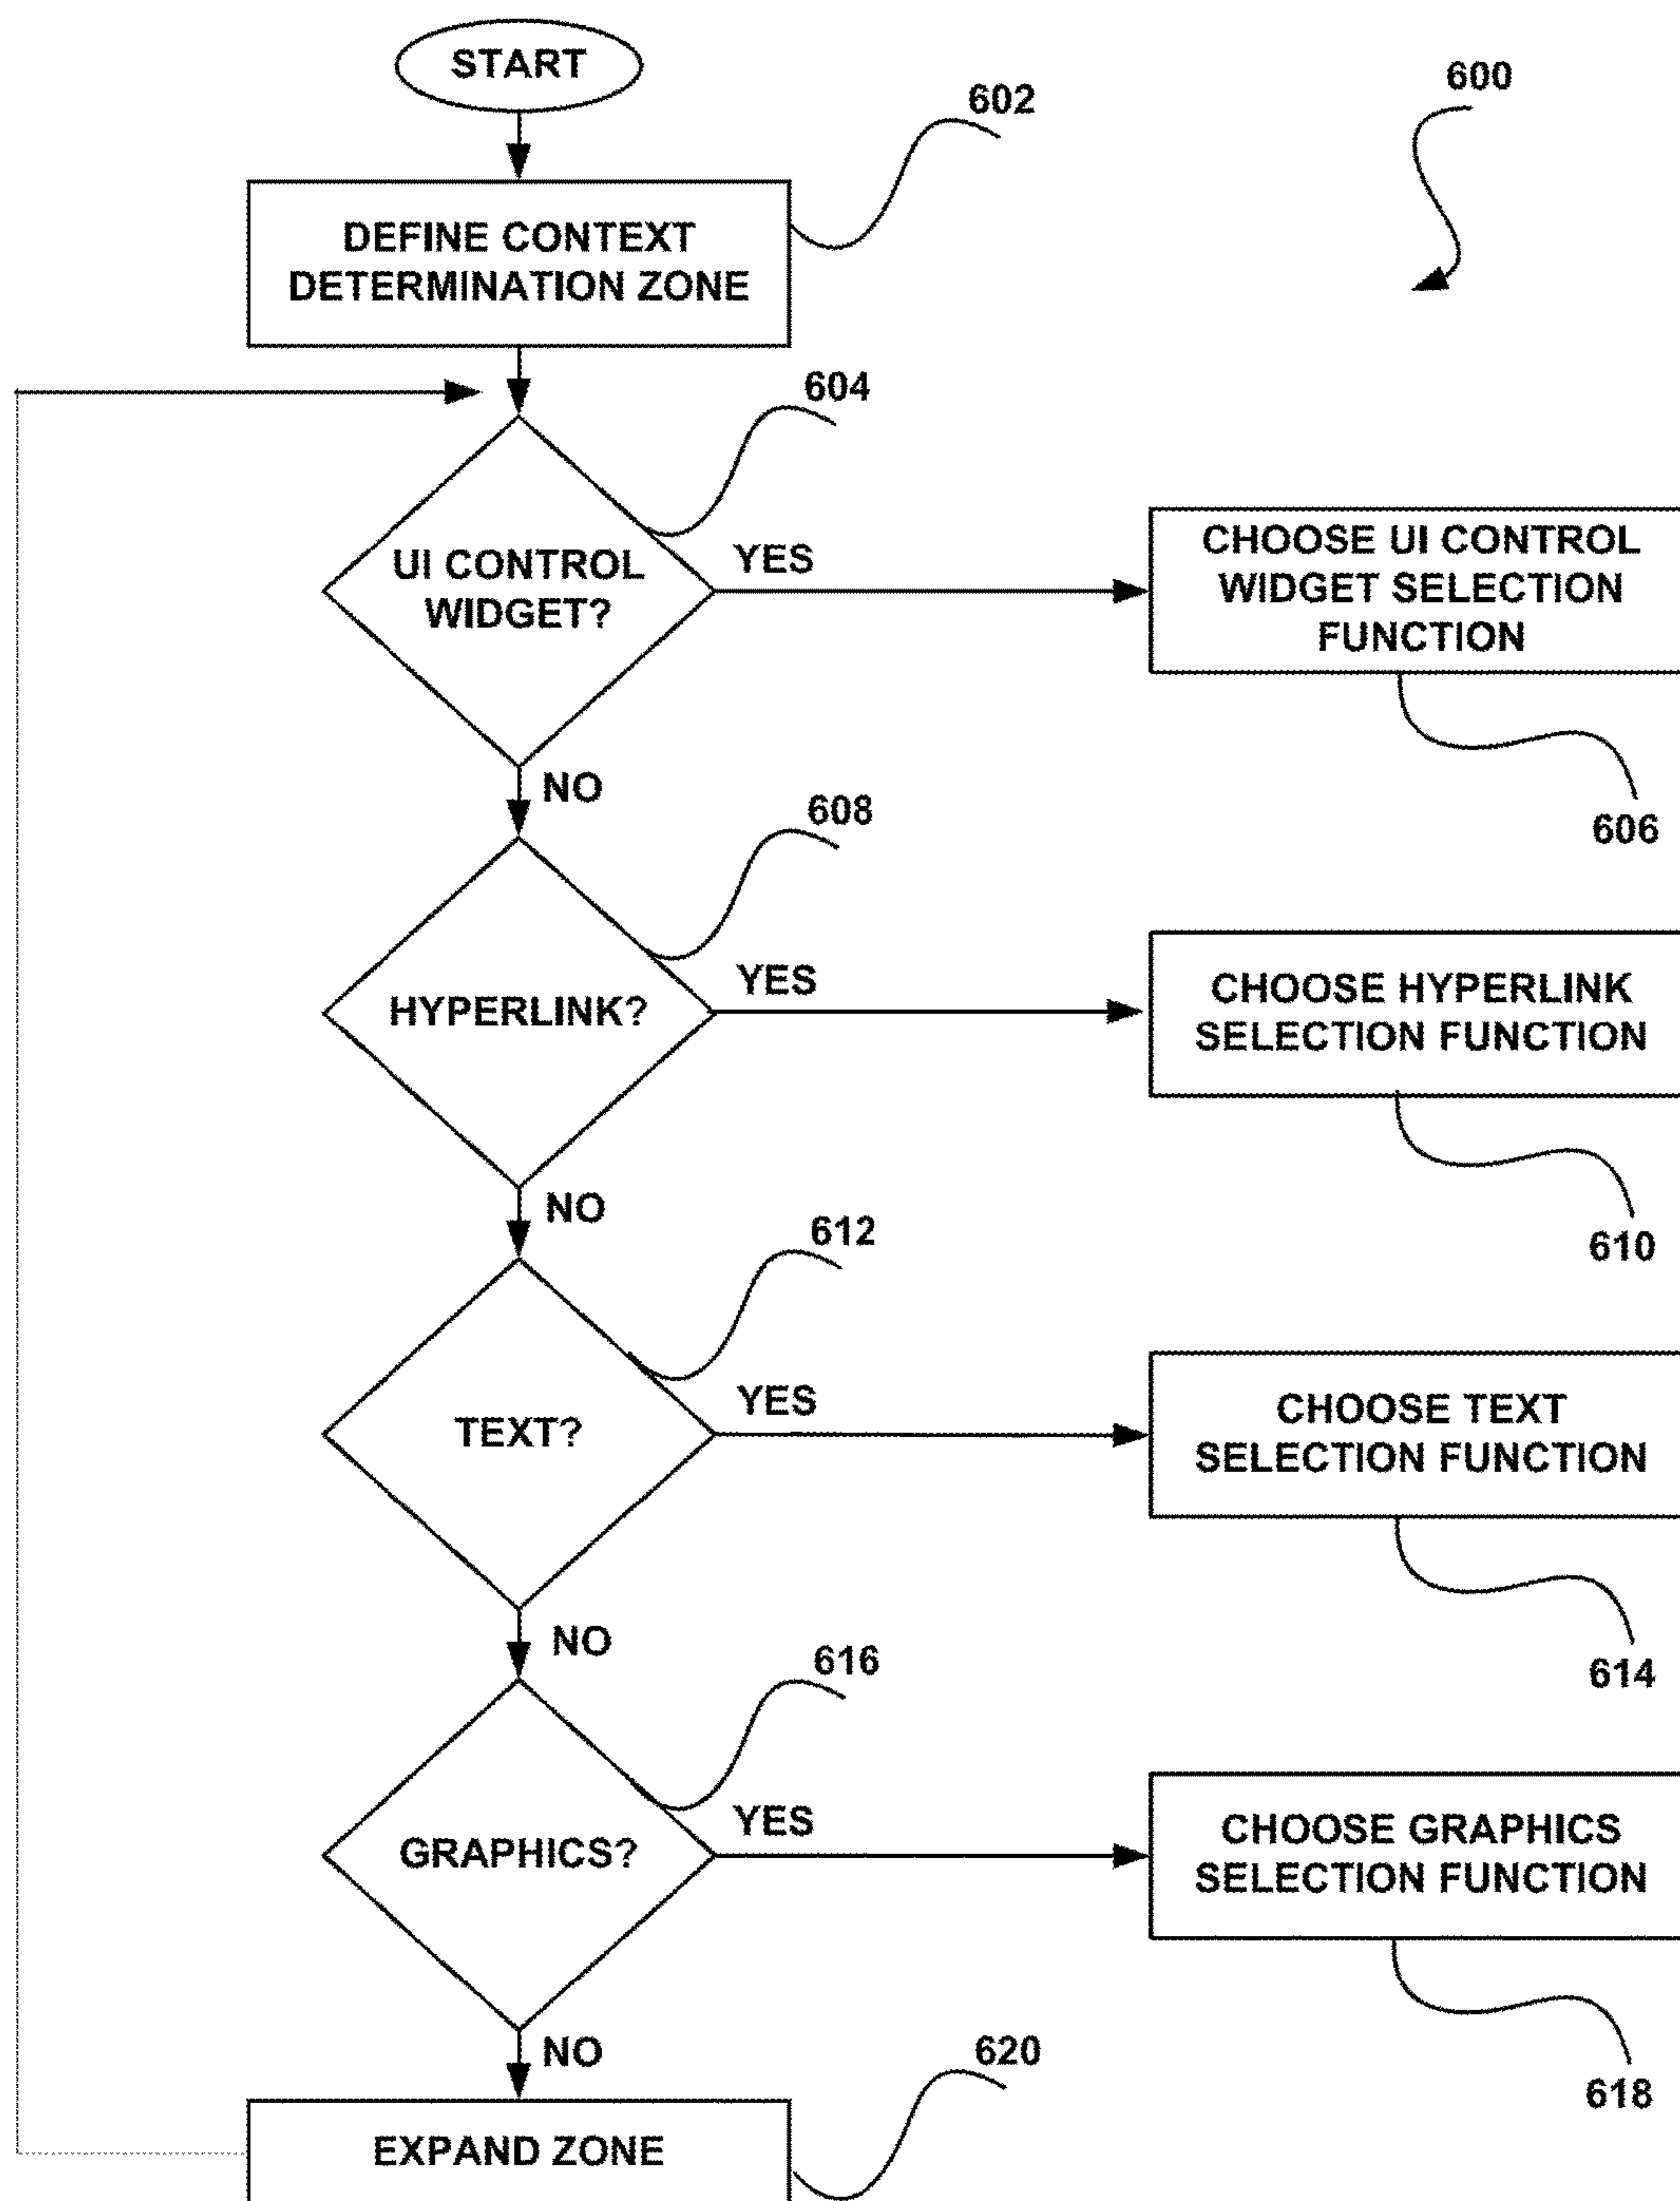 START
600
602
DEFINE CONTEXT
DETERMINATION ZONE
604
UI CONTROL
WIDGET?
YES
CHOOSE UI CONTROL
WIDGET SELECTION
FUNCTION
606
NO
608
HYPERLINK?
YES
CHOOSE HYPERLINK
SELECTION FUNCTION
610
NO
612
TEXT?
YES
CHOOSE TEXT
SELECTION FUNCTION
614
NO
616
GRAPHICS?
YES
CHOOSE GRAPHICS
SELECTION FUNCTION
618
NO
620
EXPAND ZONE